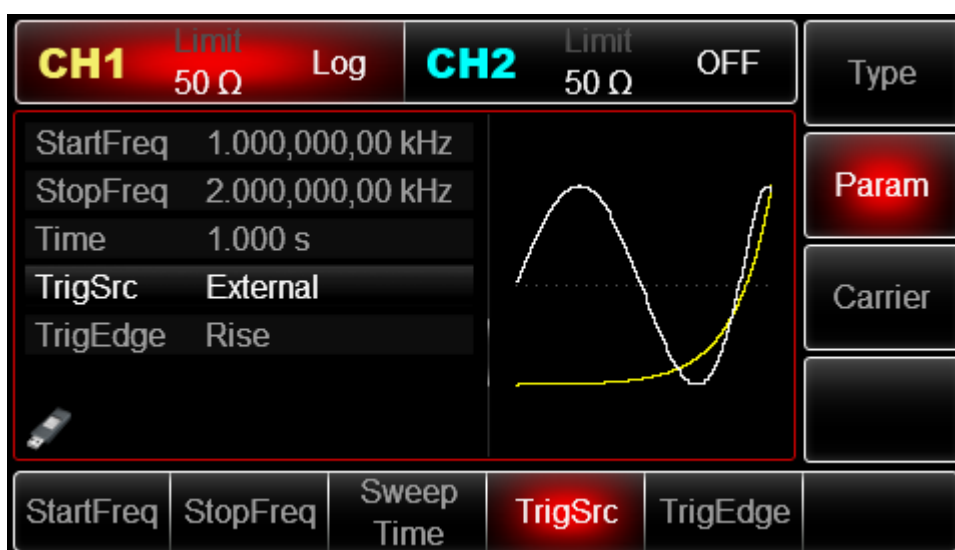 CH1 Limit 50 Ω Log CH2 Limit 50 Ω OFF
Type
StartFreq 1.000,000,00 kHz
StopFreq 2.000,000,00 kHz
Time 1.000 s
TrigSrc External
TrigEdge Rise
Param
Carrier
StartFreq StopFreq Sweep Time TrigSrc TrigEdge